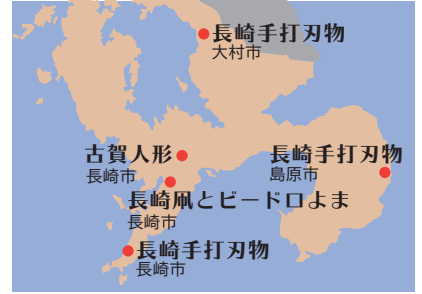 長崎手打刃物
大村市
古賀人形
長崎市
長崎手打刃物
島原市
長崎凧とビードロよま
長崎市
長崎手打刃物
長崎市